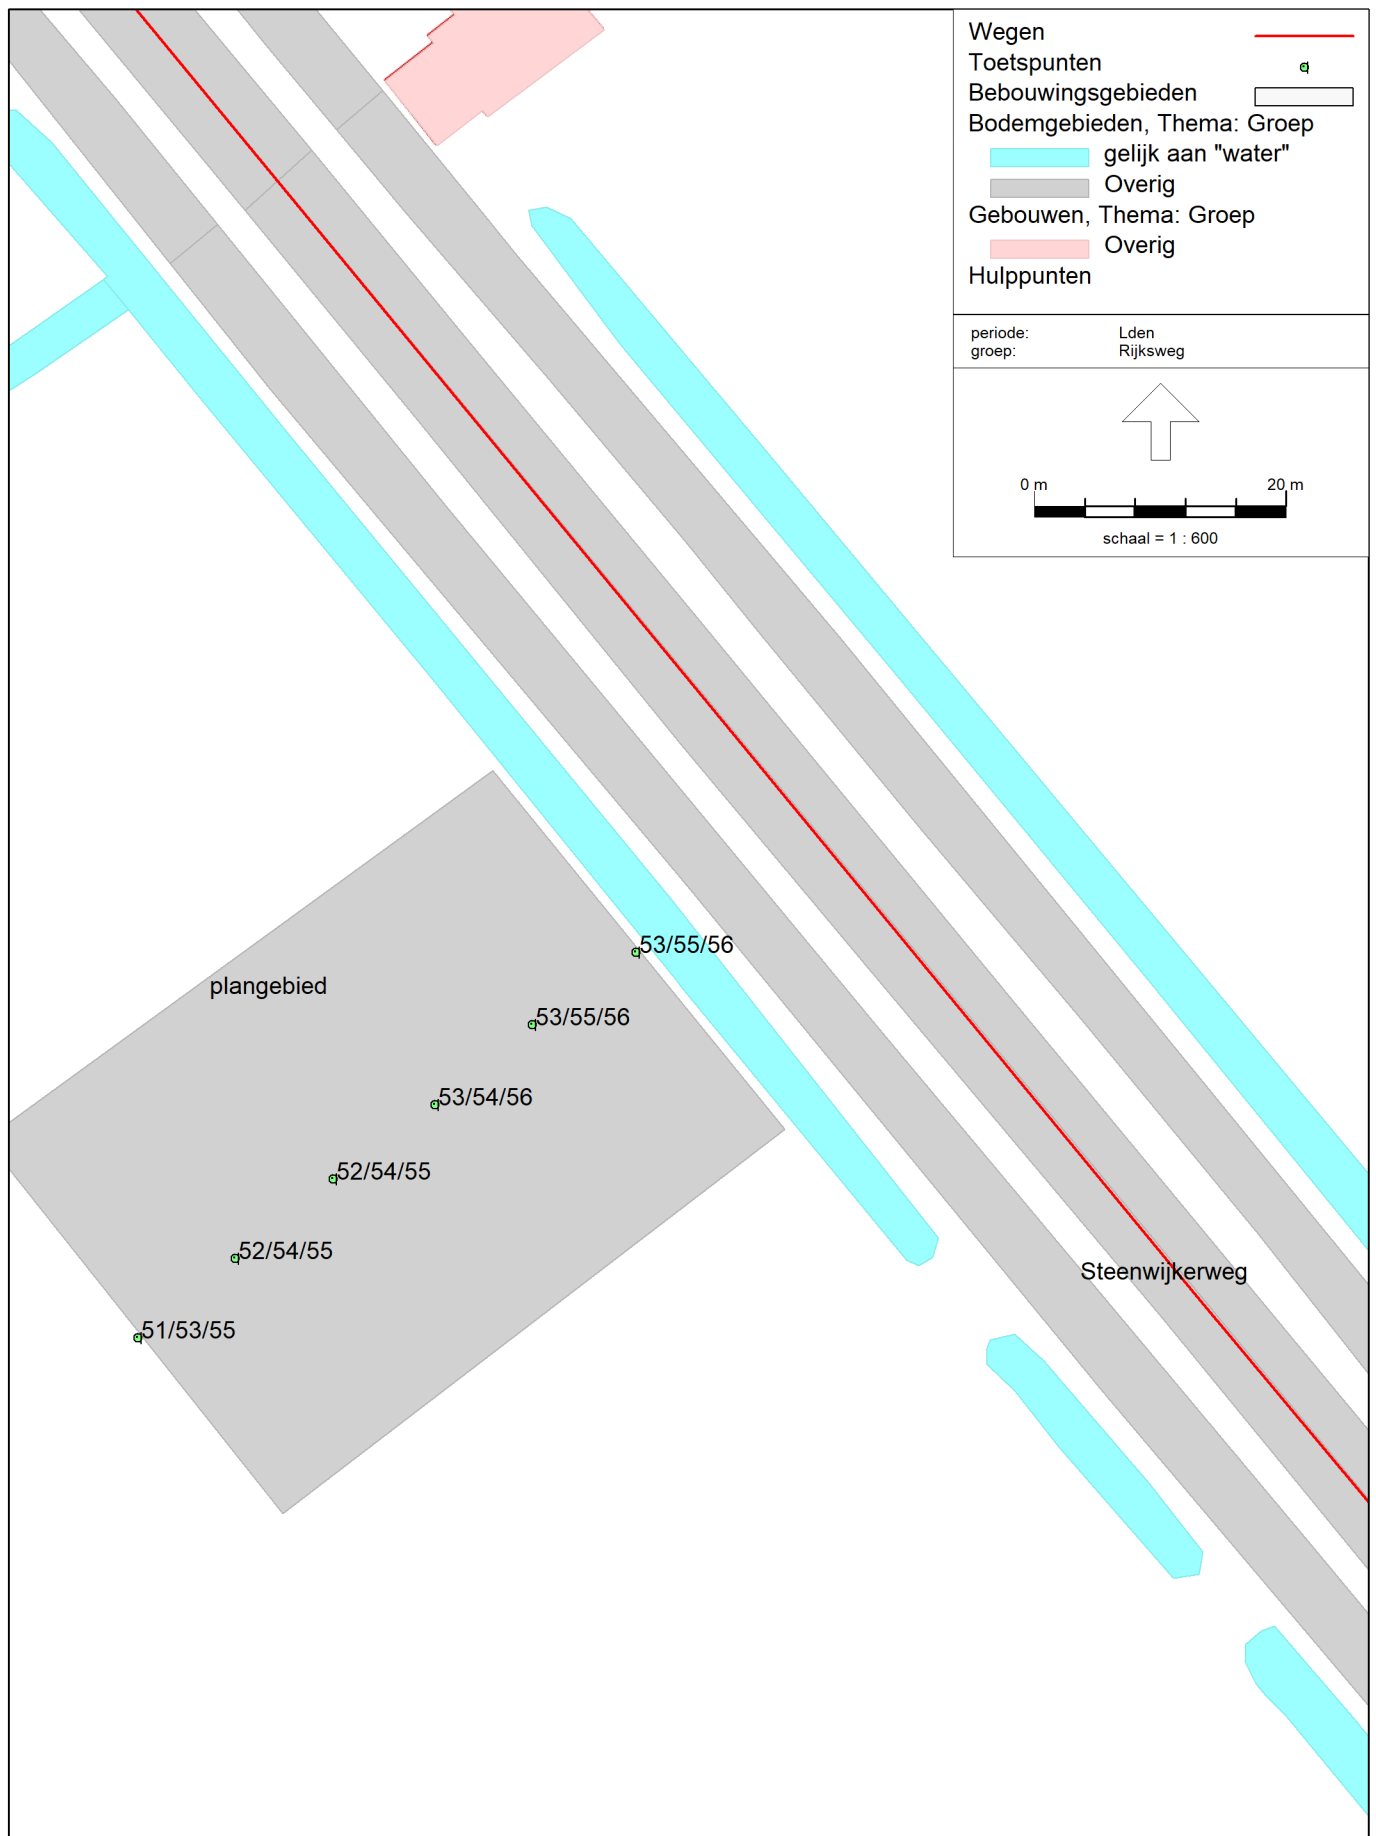 Wegen
Toetspunten
Bebouwingsgebieden
Bodemgebieden, Thema: Groep
gelijk aan "water"
Overig
Gebouwen, Thema: Groep
Overig
Hulppunten
periode: Lden
groep: Rijksweg
0 m 20 m
schaal = 1 : 600
53/55/56
plangebied
53/55/56
53/54/56
52/54/55
52/54/55
Steenwijkerweg
51/53/55